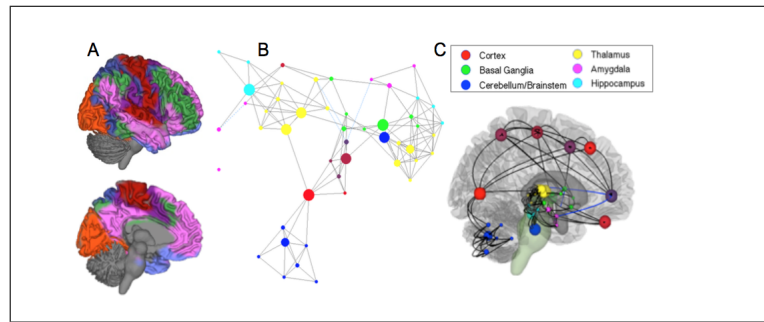 A
B
C
Cortex
Basal Ganglia
Cerebellum/Brainstem
Thalamus
Amygdala
Hippocampus